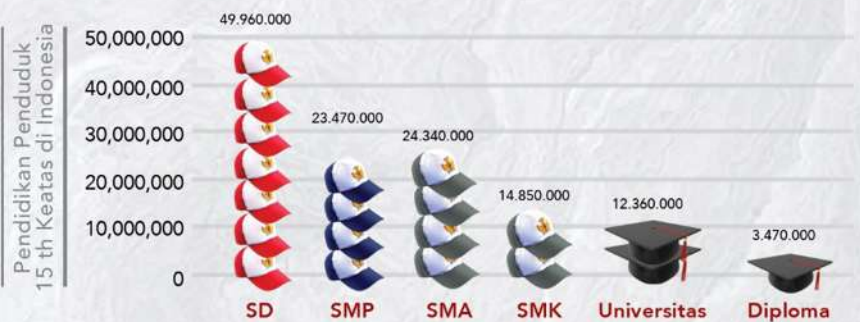 Pendidikan Penduduk
15 th Keatas di Indonesia
50,000,000
40,000,000
30,000,000
20,000,000
10,000,000
0
49.960.000
23.470.000
24.340.000
14.850.000
12.360.000
3.470.000
SD
SMP
SMA
SMK
Universitas
Diploma